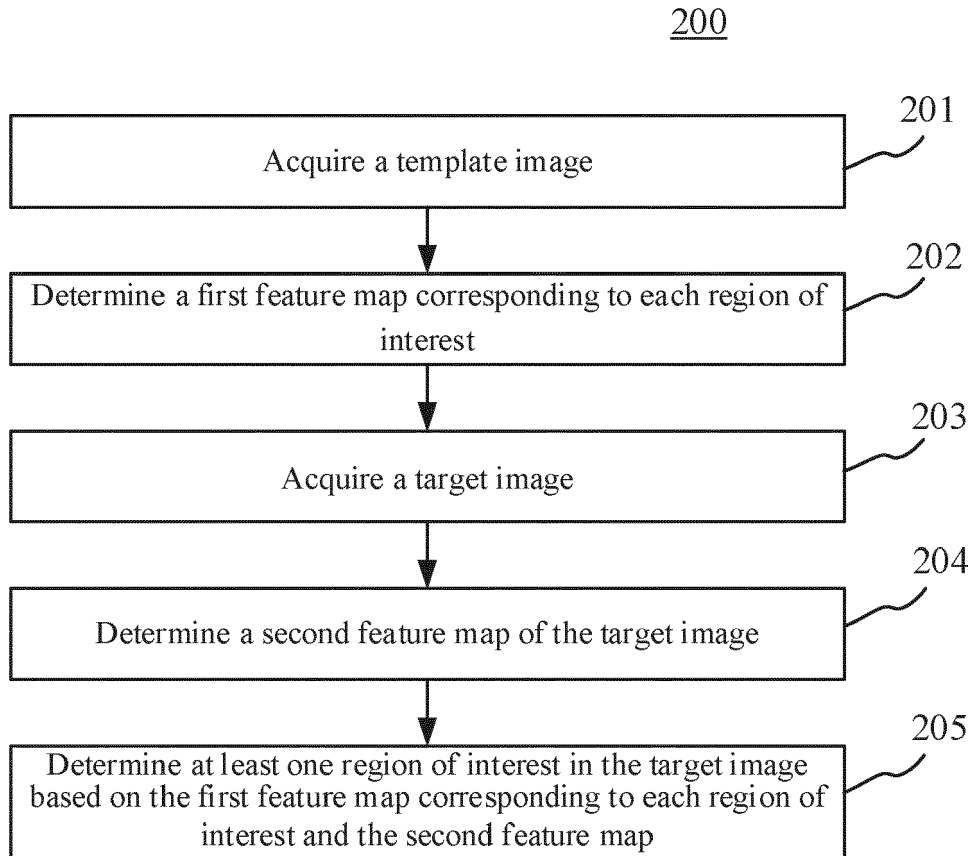 200
201
Acquire a template image
202
Determine a first feature map corresponding to each region of
interest
203
Acquire a target image
204
Determine a second feature map of the target image
205
Determine at least one region of interest in the target image
based on the first feature map corresponding to each region of
interest and the second feature map